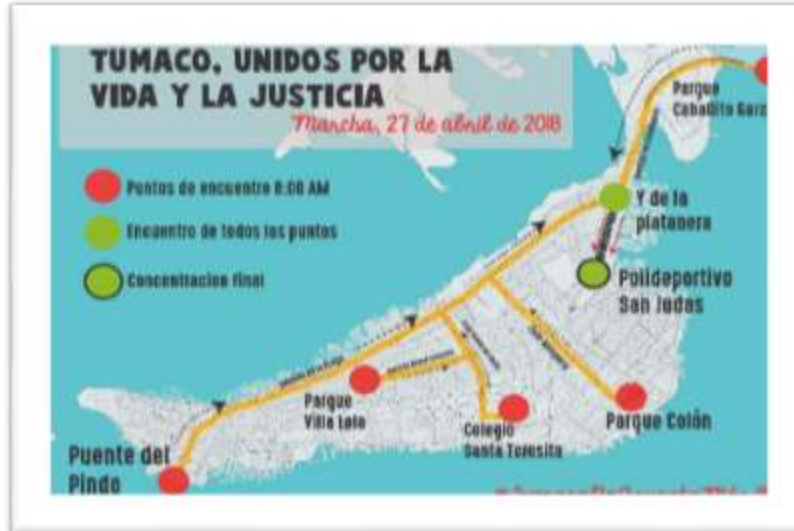 TUMACO, UNIDOS POR LA
VIDA Y LA JUSTICIA
Marcha, 27 de abril de 2018
Puntos de encuentro 8:00 AM
Encuentro de todos los puntos
Concentracion final
Parque
Caballito Garc
Y de la
platanera
Polideportivo
San Judas
Parque
Villa Lola
Colegio
Santa Teresita
Parque Colón
Puente del
Pindo